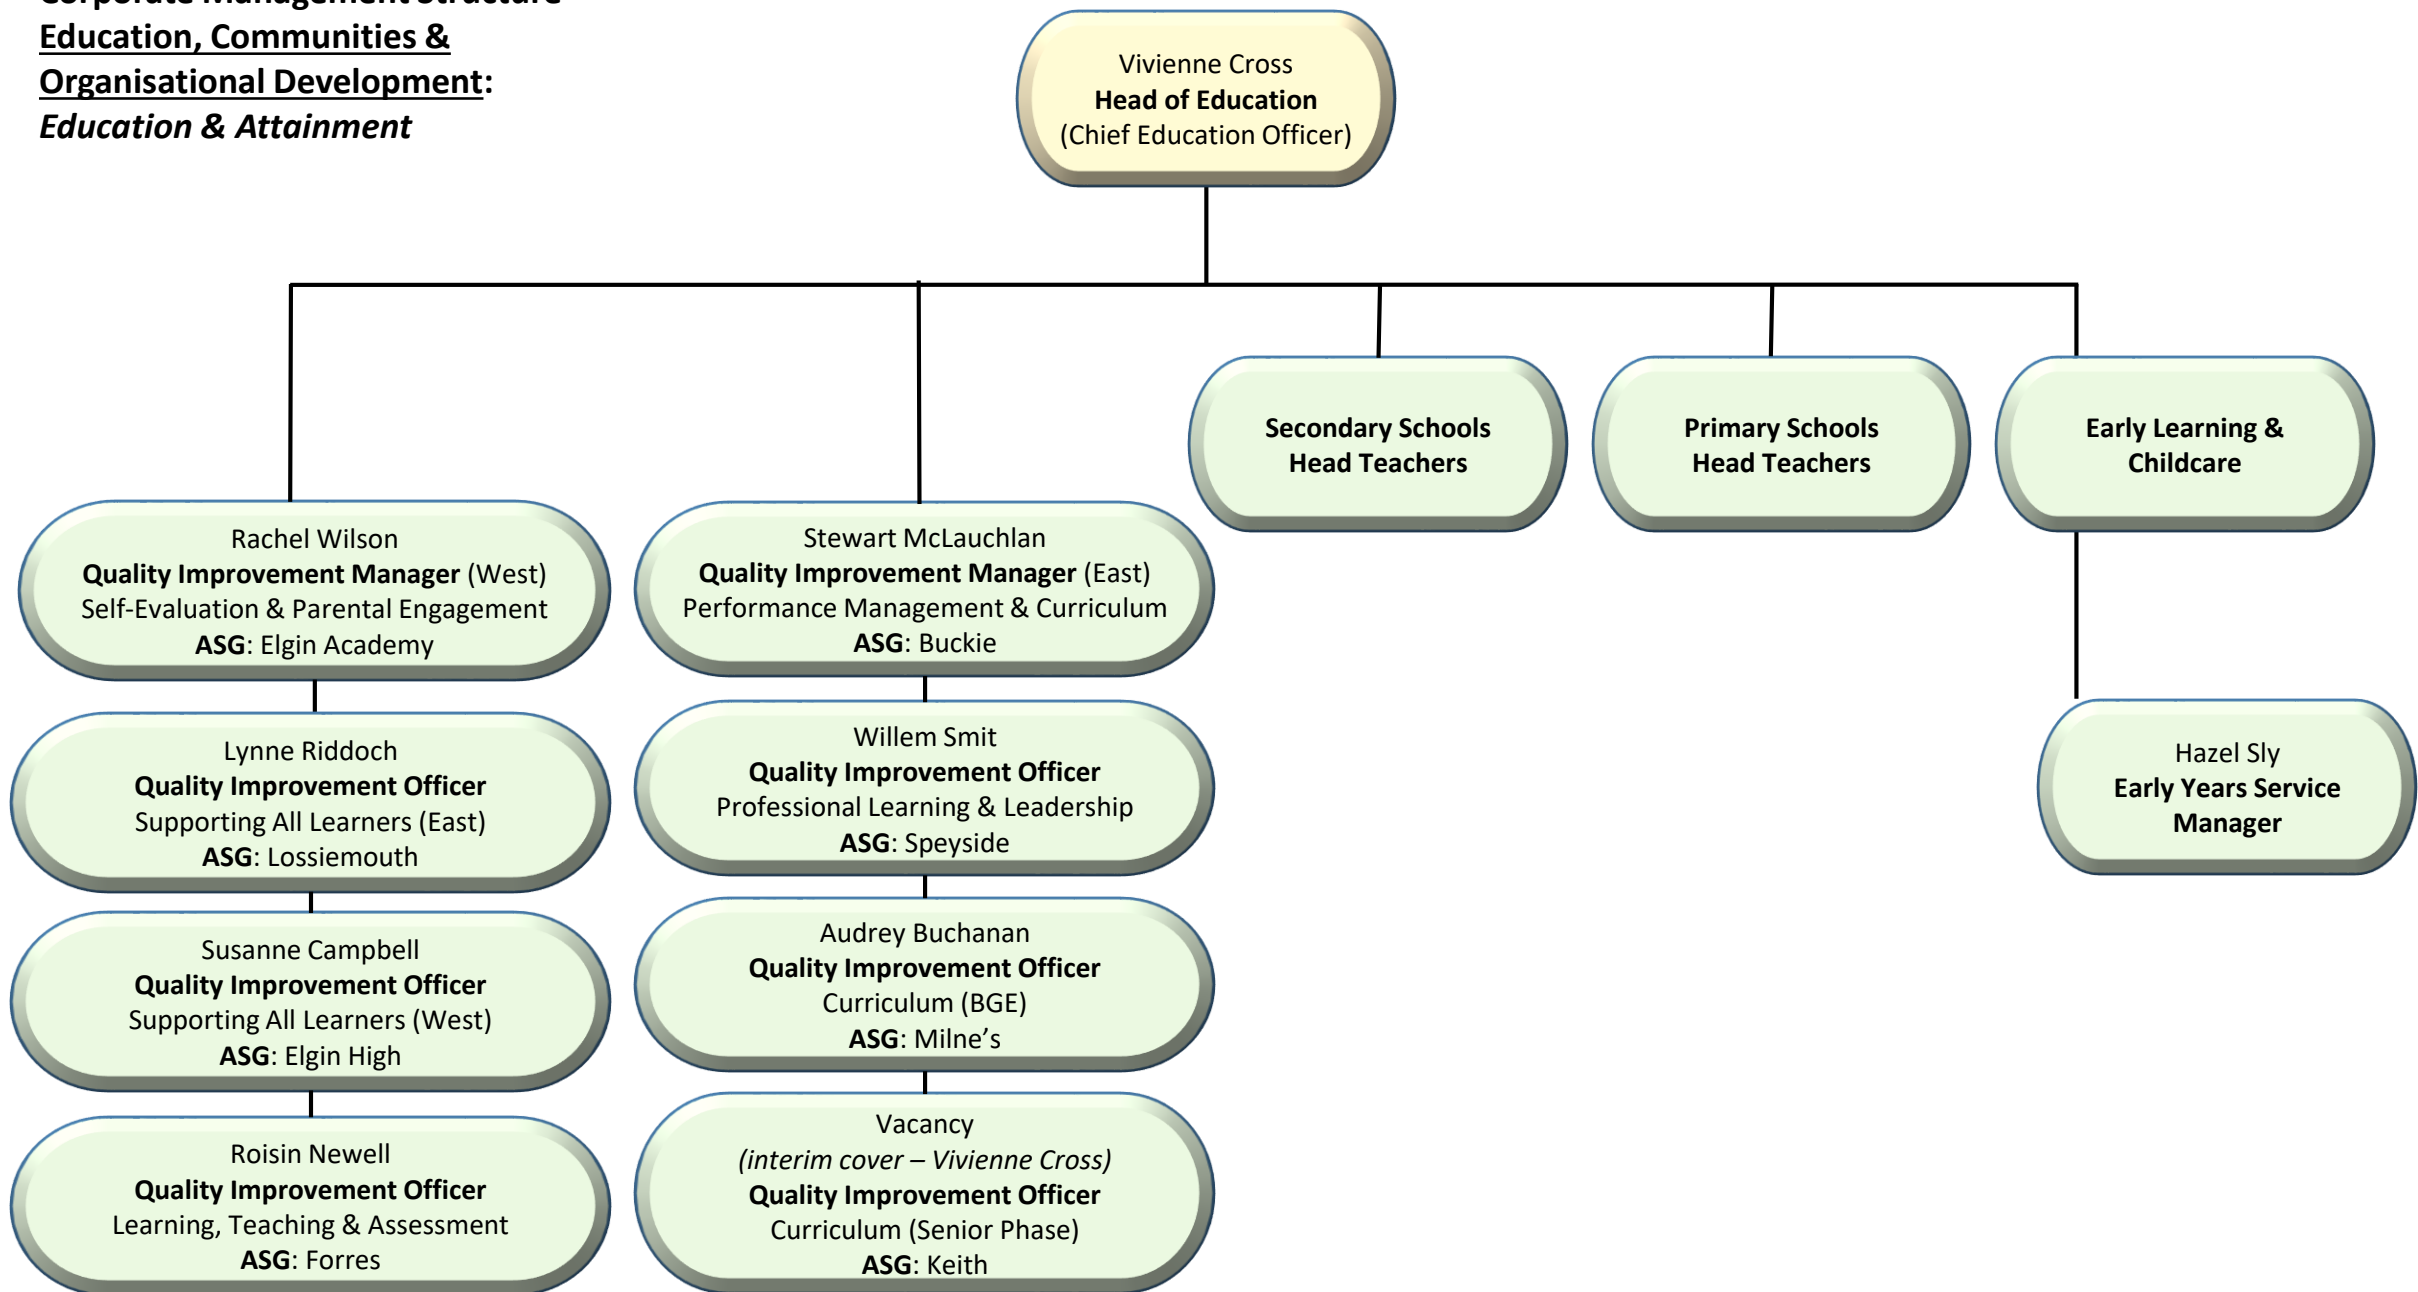 Corporate Management Structure
Education, Communities &
Organisational Development:
Education & Attainment
Vivienne Cross
Head of Education
(Chief Education Officer)
Secondary Schools
Head Teachers
Primary Schools
Head Teachers
Early Learning &
Childcare
Rachel Wilson
Quality Improvement Manager (West)
Self-Evaluation & Parental Engagement
ASG: Elgin Academy
Lynne Riddoch
Quality Improvement Officer
Supporting All Learners (East)
ASG: Lossiemouth
Susanne Campbell
Quality Improvement Officer
Supporting All Learners (West)
ASG: Elgin High
Roisin Newell
Quality Improvement Officer
Learning, Teaching & Assessment
ASG: Forres
Stewart McLauchlan
Quality Improvement Manager (East)
Performance Management & Curriculum
ASG: Buckie
Willem Smit
Quality Improvement Officer
Professional Learning & Leadership
ASG: Speyside
Audrey Buchanan
Quality Improvement Officer
Curriculum (BGE)
ASG: Milne’s
Vacancy
(interim cover – Vivienne Cross)
Quality Improvement Officer
Curriculum (Senior Phase)
ASG: Keith
Hazel Sly
Early Years Service
Manager